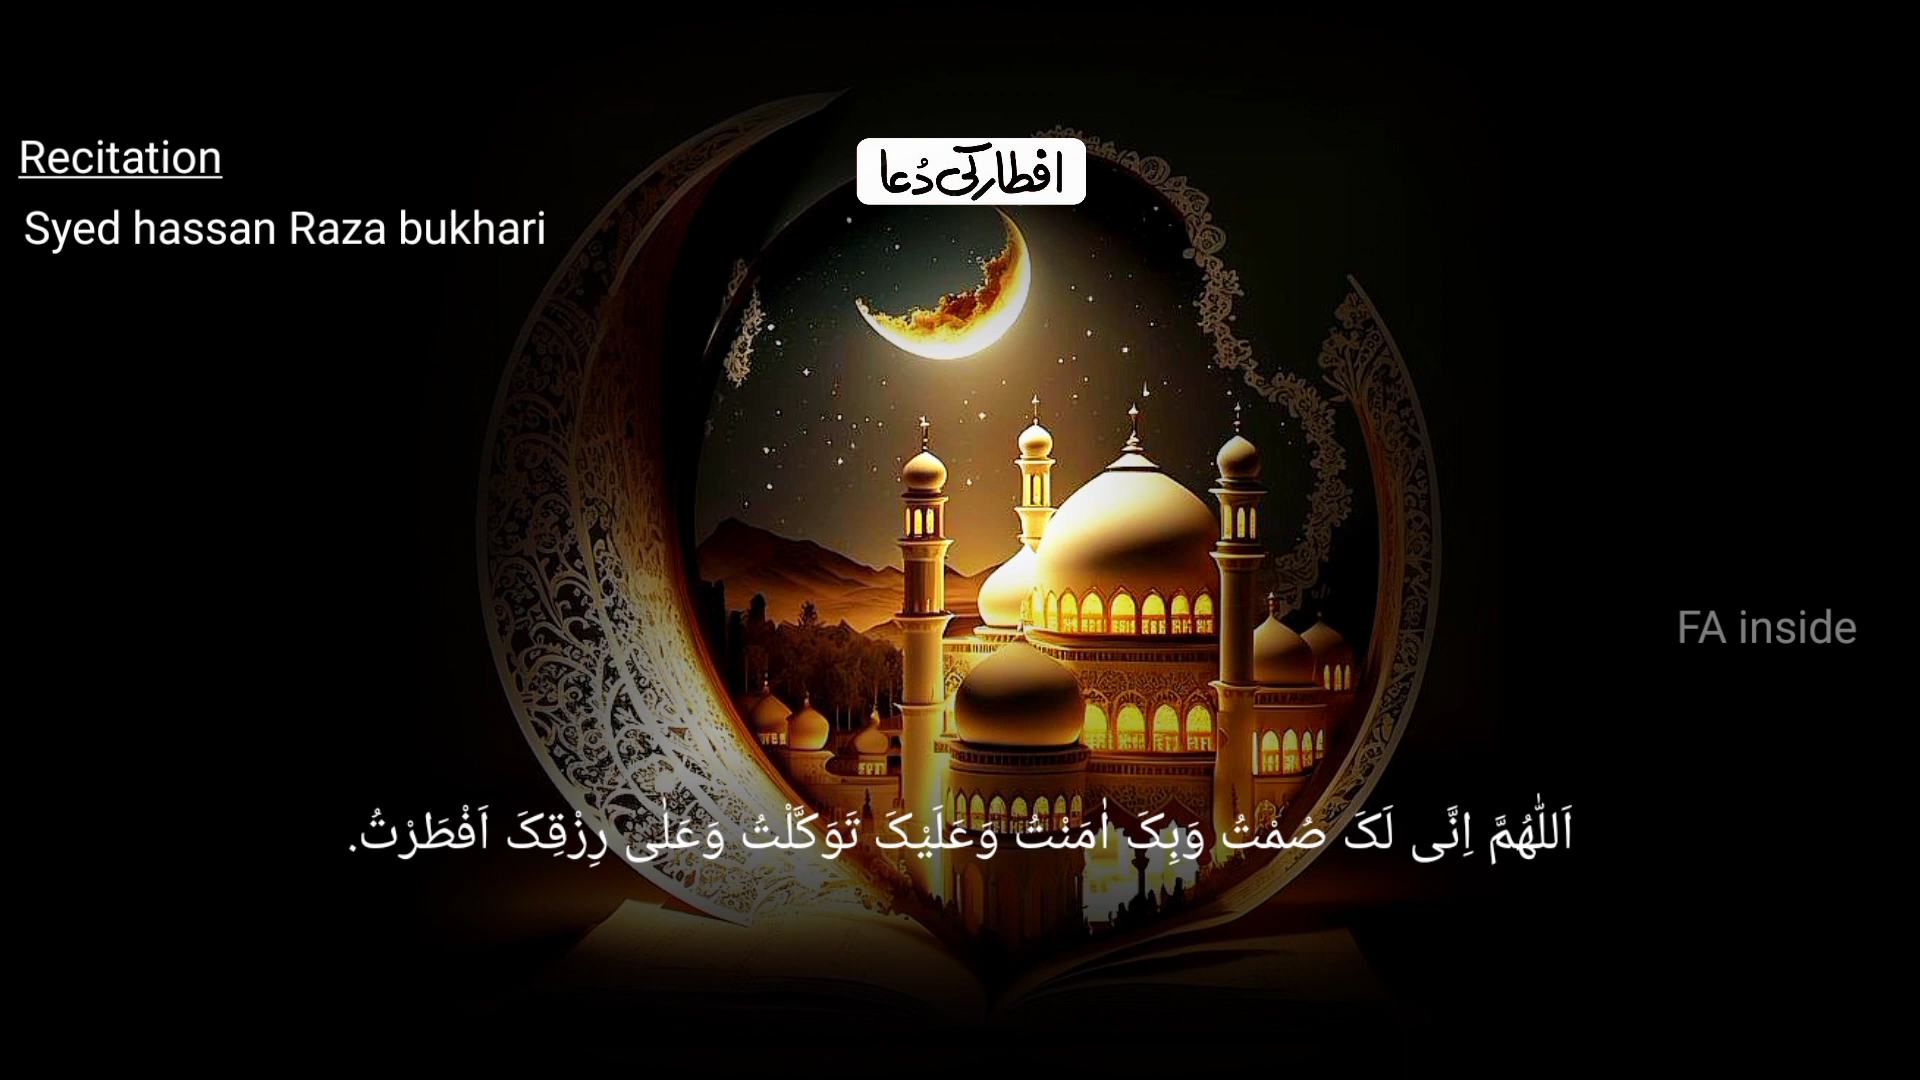 افطار کی دُعا
Recitation
Syed hassan Raza bukhari
FA inside
اَللّٰهُمَّ اِنَّی لَکَ صُمْتُ وَبِکَ اٰمَنْتُ وَعَلَيْکَ تَوَکَّلْتُ وَعَلٰی رِزْقِکَ اَفْطَرْتُ.